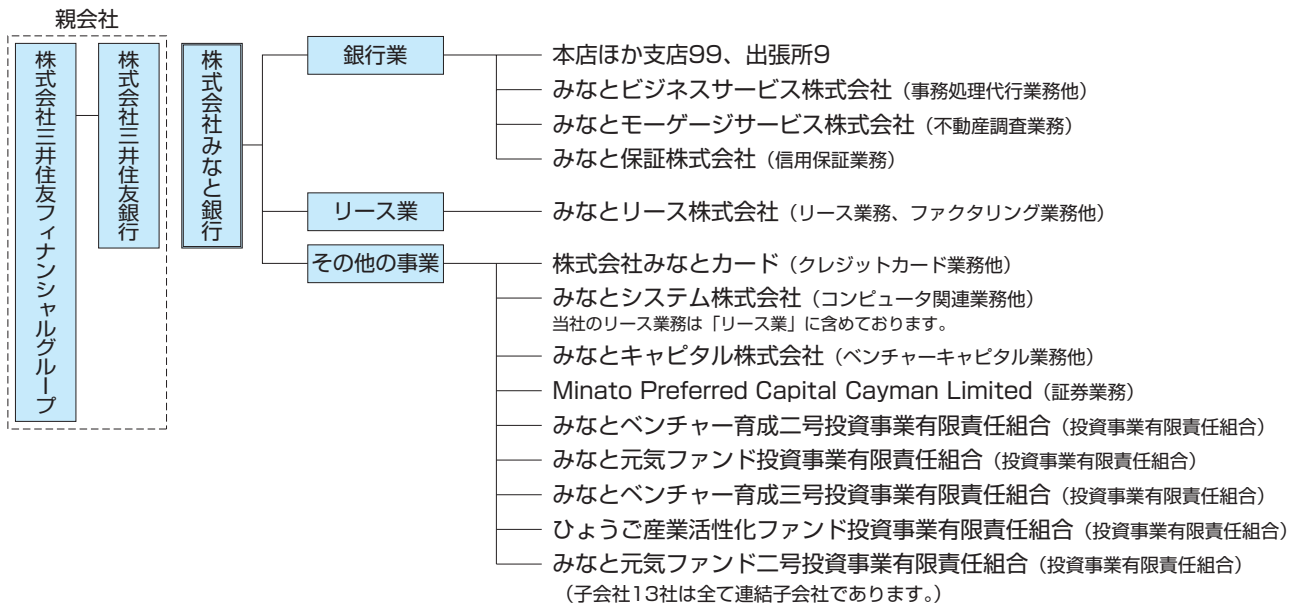 親会社
株式会社三井住友フィナンシャルグループ
株式会社三井住友銀行
株式会社みなと銀行
銀行業
本店ほか支店99、出張所9
みなとビジネスサービス株式会社（事務処理代行業務他）
みなとモーゲージサービス株式会社（不動産調査業務）
みなと保証株式会社（信用保証業務）
リース業
みなとリース株式会社（リース業務、ファクタリング業務他）
その他の事業
株式会社みなとカード（クレジットカード業務他）
みなとシステム株式会社（コンピュータ関連業務他）
当社のリース業務は「リース業」に含めております。
みなとキャピタル株式会社（ベンチャーキャピタル業務他）
Minato Preferred Capital Cayman Limited（証券業務）
みなとベンチャー育成二号投資事業有限責任組合（投資事業有限責任組合）
みなと元気ファンド投資事業有限責任組合（投資事業有限責任組合）
みなとベンチャー育成三号投資事業有限責任組合（投資事業有限責任組合）
ひょうご産業活性化ファンド投資事業有限責任組合（投資事業有限責任組合）
みなと元気ファンド二号投資事業有限責任組合（投資事業有限責任組合）
（子会社13社は全て連結子会社であります。）